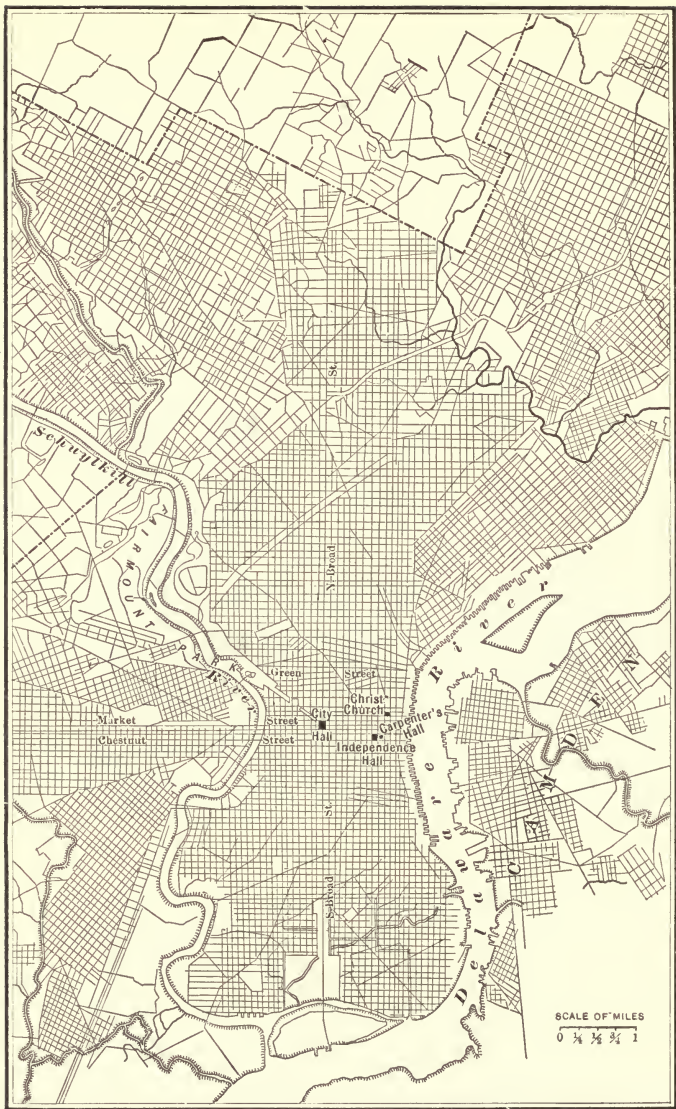 St.
Schuylkill
FAIRMOUNT PARK
N-Broad
River
Green Street
River
Christ
Church
Market Street
City
Hall
Carpenter's
Hall
Chestnut Street
Independence
Hall
CAMDEN
St.
S-Broad
Delaware
SCALE OF MILES
0 ¼ ½ ¾ 1